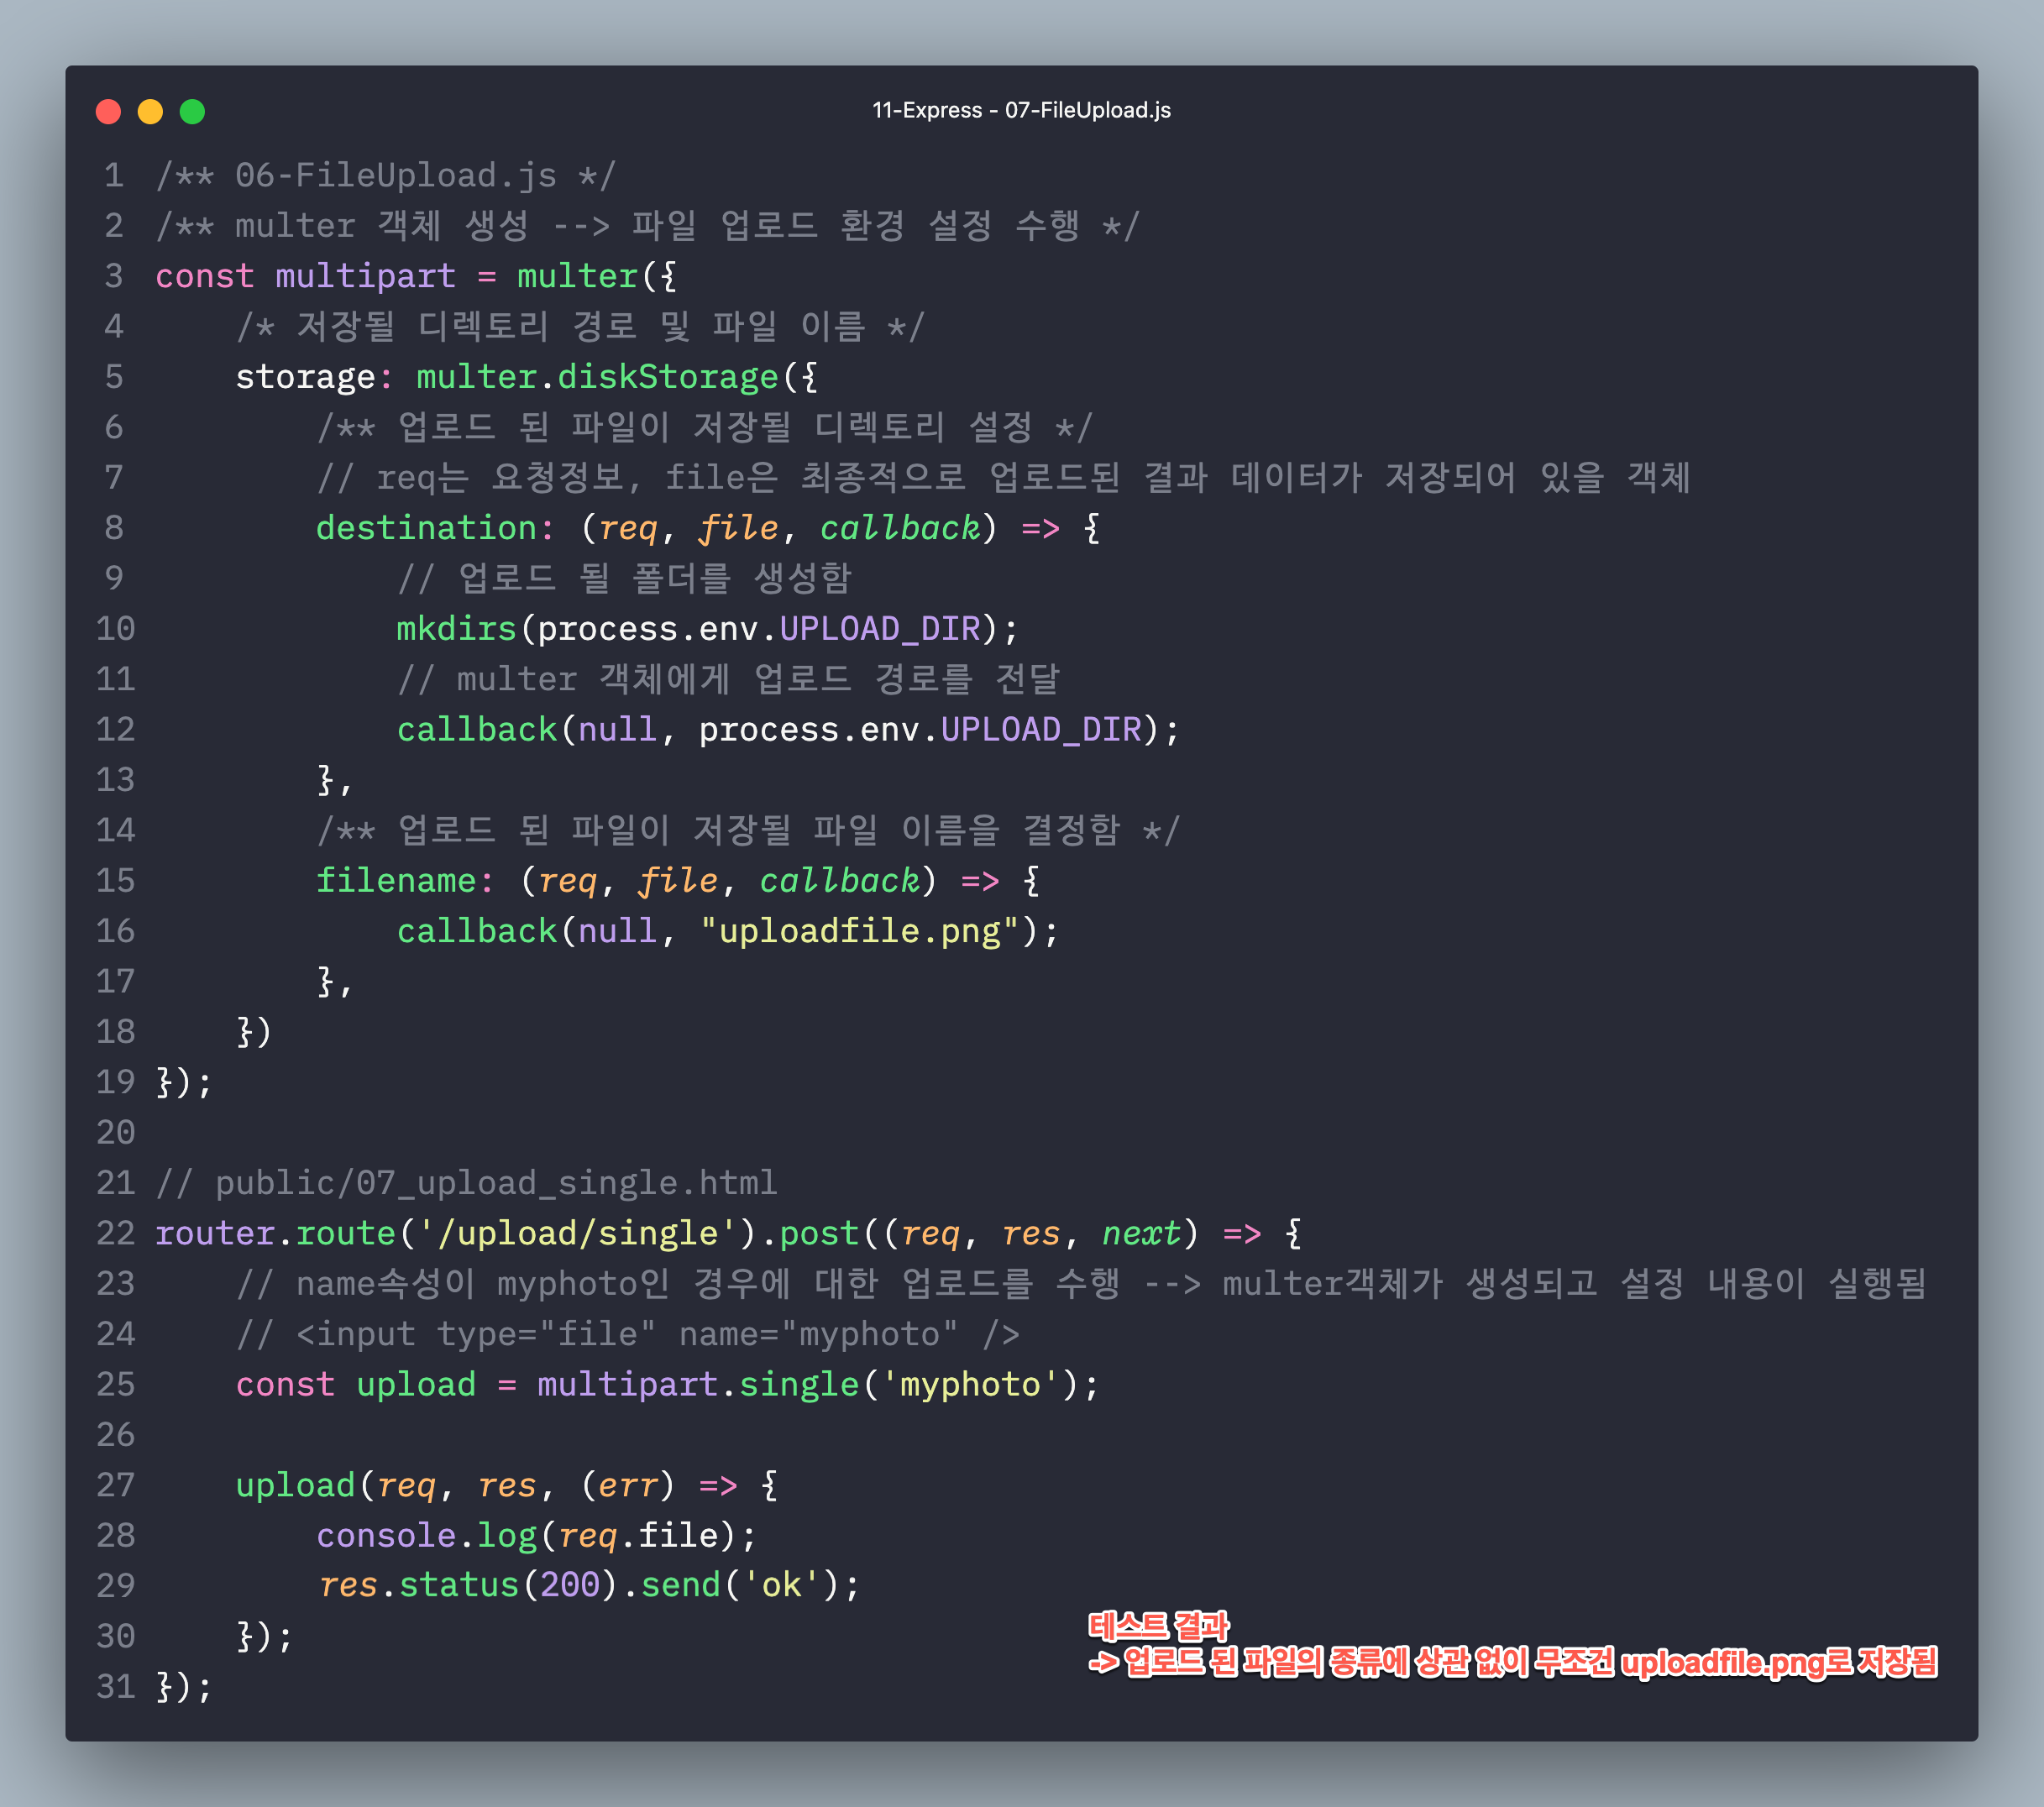 11-Express - 07-FileUpload.js
1 /** 06-FileUpload.js */
2 /** multer 객체 생성 --> 파일 업로드 환경 설정 수행 */
3 const multipart = multer({
4     /* 저장될 디렉토리 경로 및 파일 이름 */
5     storage: multer.diskStorage({
6         /** 업로드 된 파일이 저장될 디렉토리 설정 */
7         // req는 요청정보, file은 최종적으로 업로드된 결과 데이터가 저장되어 있을 객체
8         destination: (req, file, callback) => {
9             // 업로드 될 폴더를 생성함
10             mkdirs(process.env.UPLOAD_DIR);
11             // multer 객체에게 업로드 경로를 전달
12             callback(null, process.env.UPLOAD_DIR);
13         },
14         /** 업로드 된 파일이 저장될 파일 이름을 결정함 */
15         filename: (req, file, callback) => {
16             callback(null, "uploadfile.png");
17         },
18     })
19 });
20
21 // public/07_upload_single.html
22 router.route('/upload/single').post((req, res, next) => {
23     // name속성이 myphoto인 경우에 대한 업로드를 수행 --> multer객체가 생성되고 설정 내용이 실행됨
24     // <input type="file" name="myphoto" />
25     const upload = multipart.single('myphoto');
26
27     upload(req, res, (err) => {
28         console.log(req.file);
29         res.status(200).send('ok');
30     });
31 });
테스트 결과
-> 업로드 된 파일의 종류에 상관 없이 무조건 uploadfile.png로 저장됨